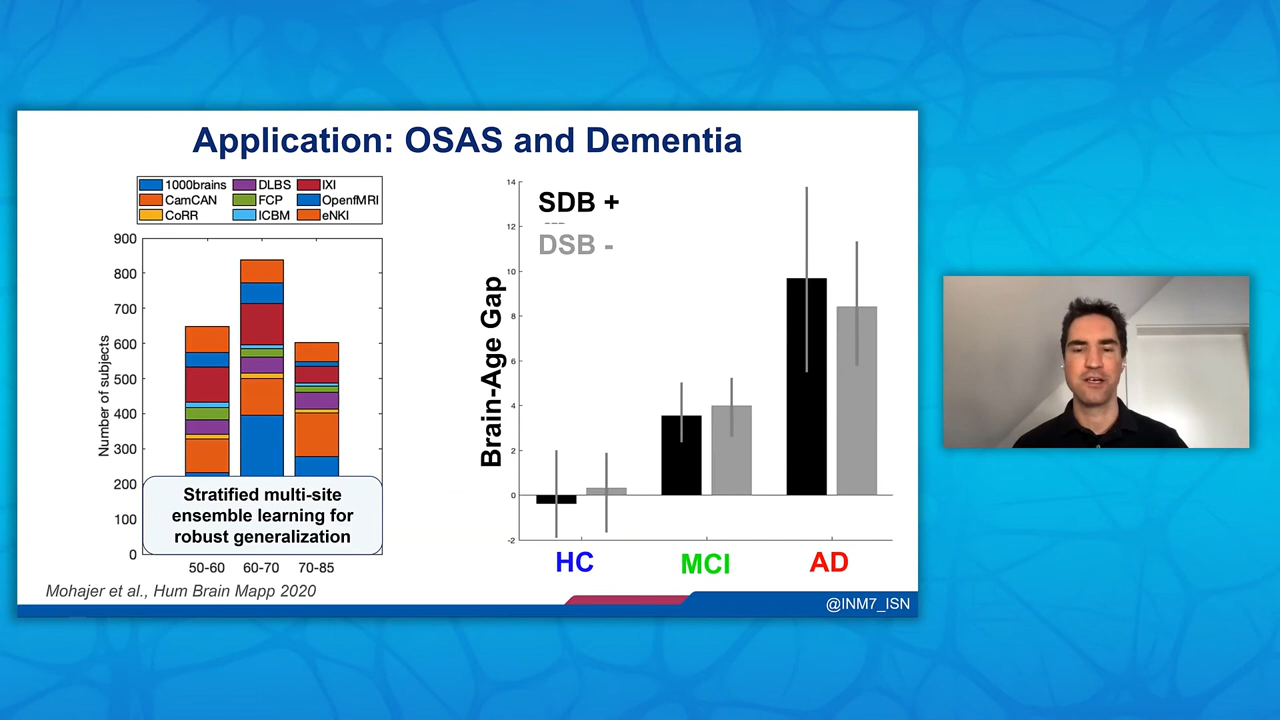 Application: OSAS and Dementia
1000brains DLBS IXI
CamCAN FCP OpenfMRI
CoRR ICBM eNKI
900
800
700
600
500
400
300
200
100
0
Number of subjects
50-60 60-70 70-85
Stratified multi-site
ensemble learning for
robust generalization
Mohajer et al., Hum Brain Mapp 2020
14
12
10
8
6
4
2
0
-2
Brain-Age Gap
SDB +
DSB -
HC MCI AD
@INM7_ISN